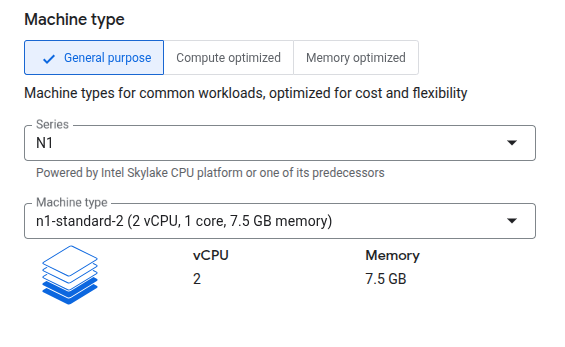 Machine type
General purpose
Compute optimized
Memory optimized
Machine types for common workloads, optimized for cost and flexibility
Series
N1
Powered by Intel Skylake CPU platform or one of its predecessors
Machine type
n1-standard-2 (2 vCPU, 1 core, 7.5 GB memory)
vCPU
Memory
2
7.5 GB